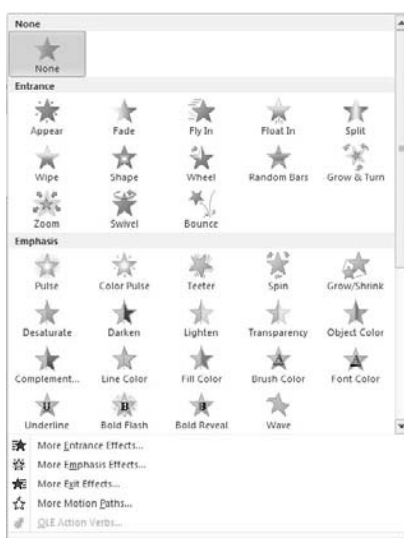 None
None
Entrance
Appear Fade Fly In Float In Split
Wipe Shape Wheel Random Bars Grow & Turn
Zoom Swivel Bounce
Emphasis
Pulse Color Pulse Teeter Spin Grow/Shrink
Desaturate Darken Lighten Transparency Object Color
Complement... Line Color Fill Color Brush Color Font Color
Underline Bold Flash Bold Reveal Wave
More Entrance Effects...
More Emphasis Effects...
More Exit Effects...
More Motion Paths...
OLE Action Verbs...